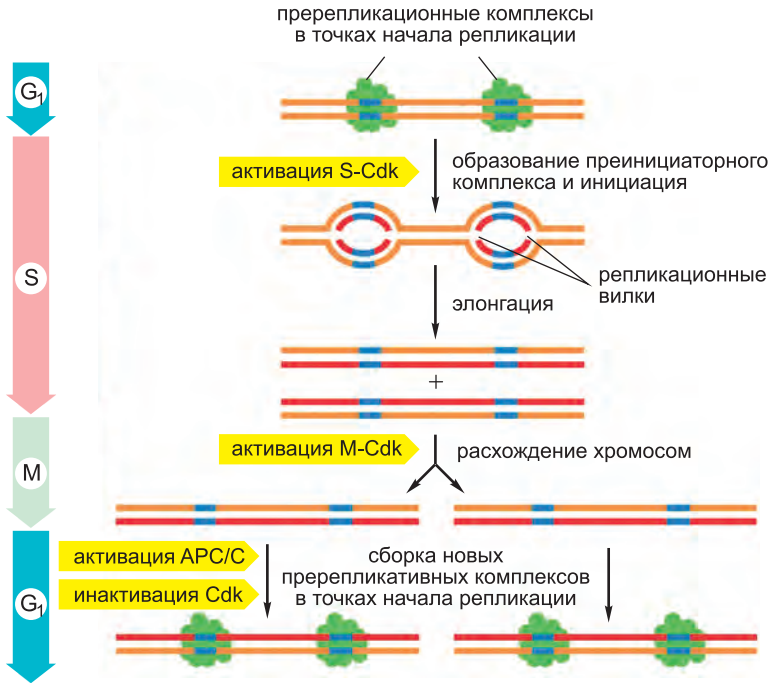 пререпликационные комплексы
в точках начала репликации
G1
активация S-Cdk
образование преинициаторного
комплекса и инициация
S
репликационные
вилки
элонгация
+
M
активация M-Cdk
расхождение хромосом
G1
активация APC/C
инактивация Cdk
сборка новых
пререпликативных комплексов
в точках начала репликации